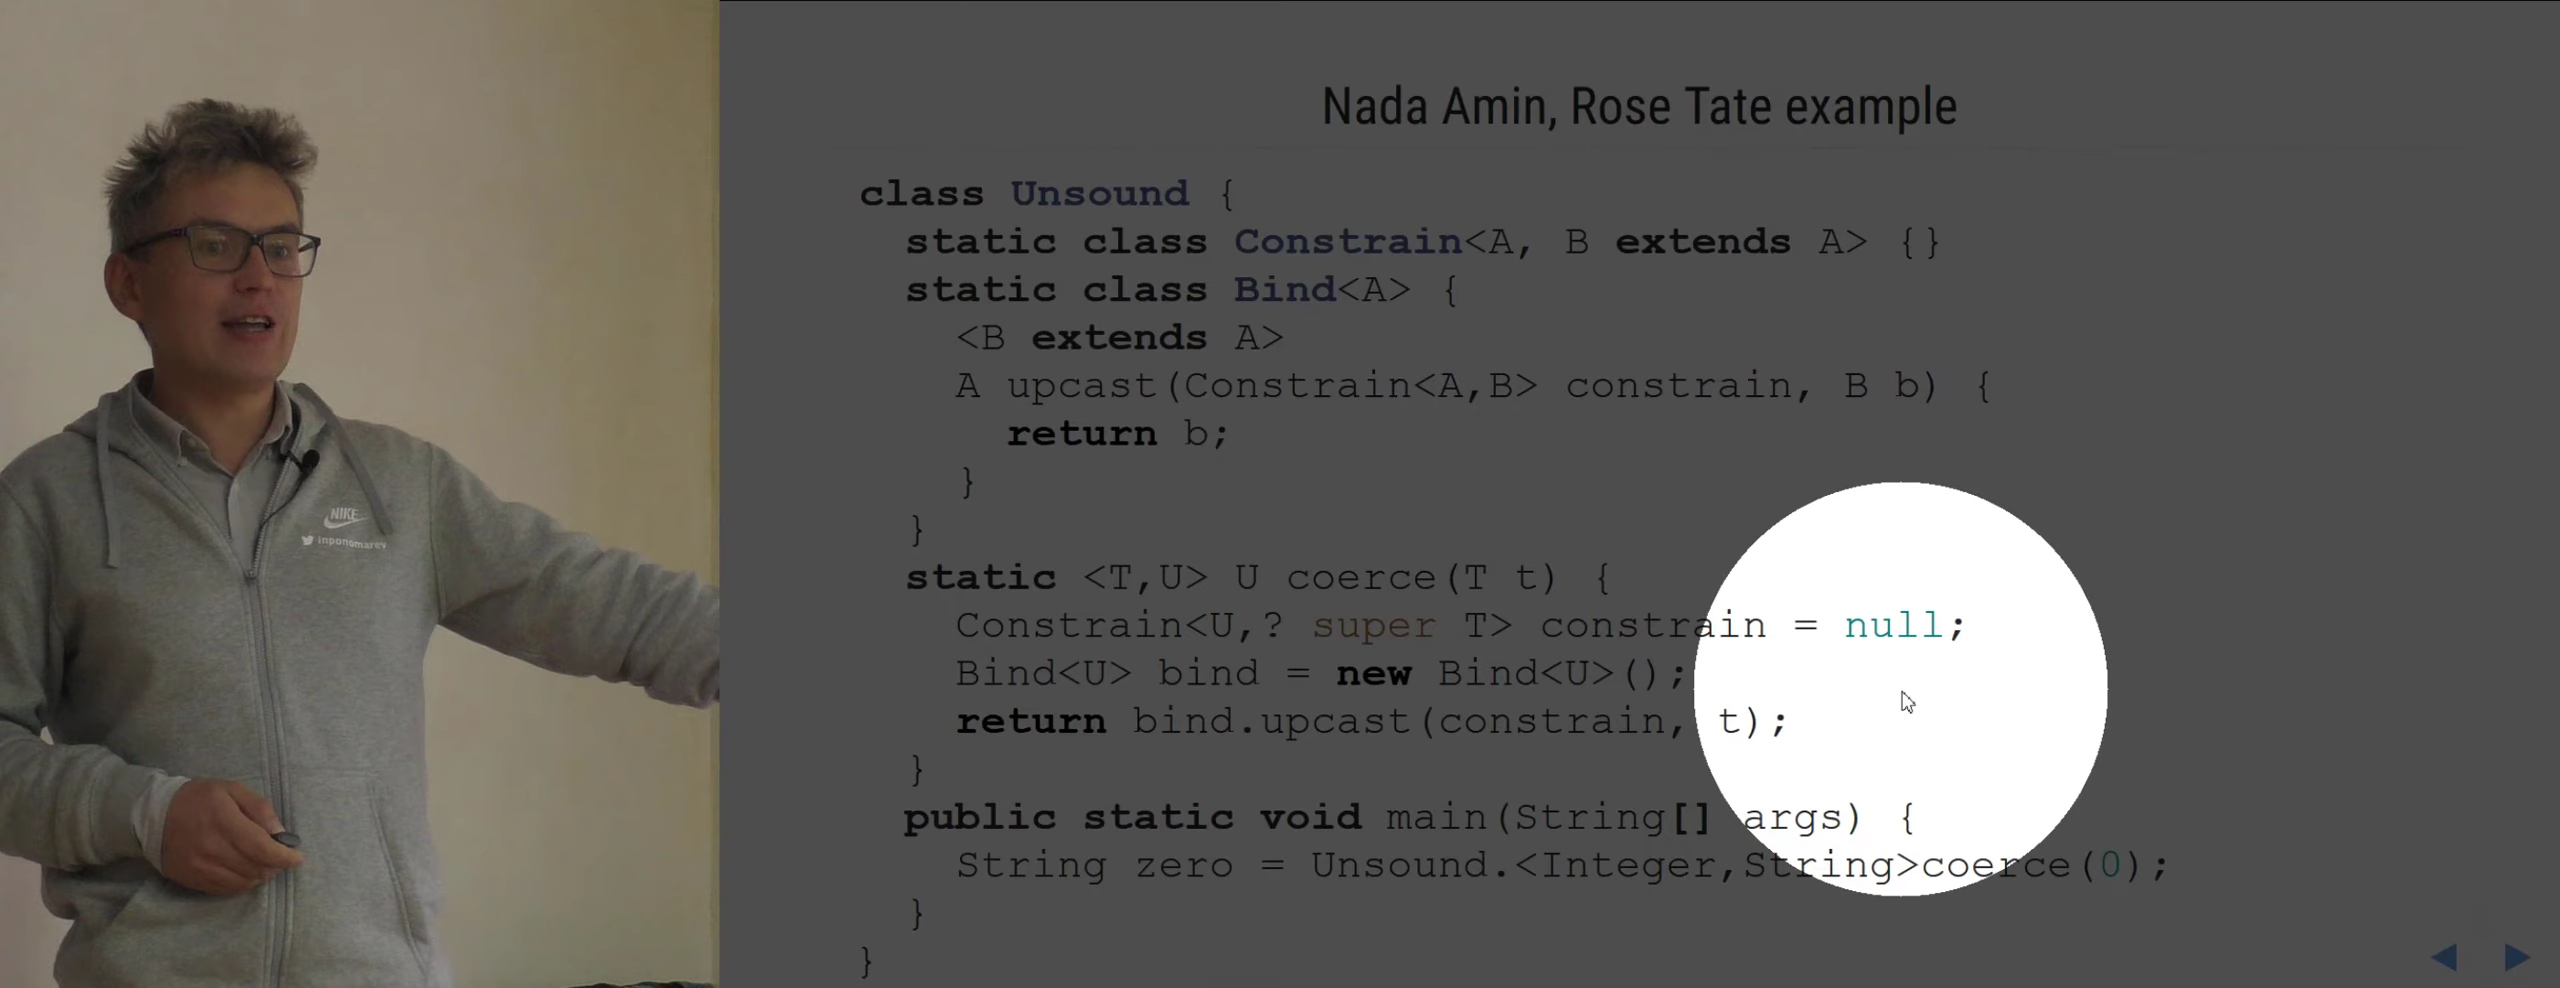 NIKE
inponomarev
Nada Amin, Rose Tate example
class Unsound {
static class Constrain<A, B extends A> {}
static class Bind<A> {
<B extends A>
A upcast(Constrain<A,B> constrain, B b) {
return b;
}
}
static <T,U> U coerce(T t) {
Constrain<U,? super T> constrain = null;
Bind<U> bind = new Bind<U>();
return bind.upcast(constrain, t);
}
public static void main(String[] args) {
String zero = Unsound.<Integer,String>coerce(0);
}
}